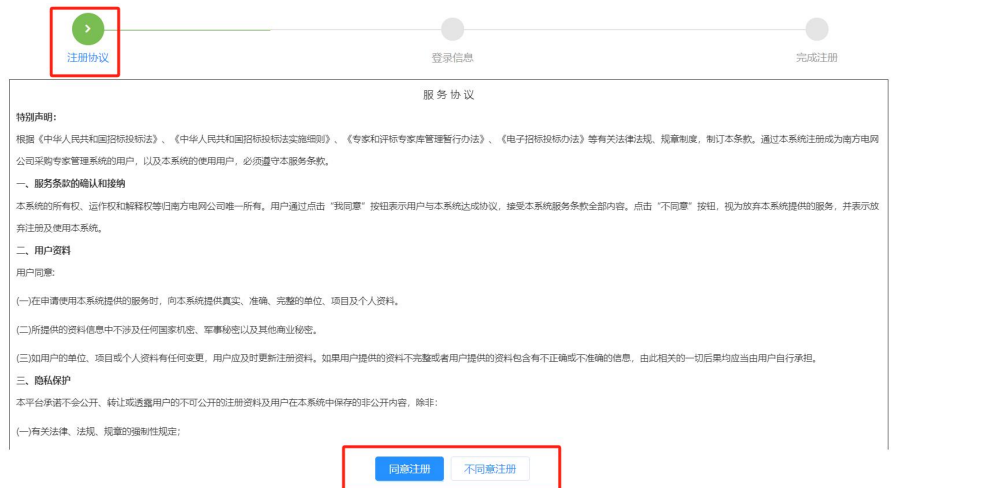 注册协议
登录信息
完成注册
服务协议
特别声明：
根据《中华人民共和国招标投标法》、《中华人民共和国招标投标法实施细则》、《专家和评标专家库管理暂行办法》、《电子招标投标办法》等有关法律法规、规章制度，制订本条款。通过本系统注册成为南方电网
公司采购专家管理系统的用户，以及本系统的使用用户，必须遵守本服务条款。
一、服务条款的确认和接纳
本系统的所有权、运作权和解释权等归南方电网公司唯一所有。用户通过点击“我同意”按钮表示用户与本系统达成协议，接受本系统服务条款全部内容。点击“不同意”按钮，视为放弃本系统提供的服务，并表示放
弃注册及使用本系统。
二、用户资料
用户同意:
(一)在申请使用本系统提供的服务时，向本系统提供真实、准确、完整的单位、项目及个人资料。
(二)所提供的资料信息中不涉及任何国家机密、军事秘密以及其他商业秘密。
(三)如用户的单位、项目或个人资料有任何变更，用户应及时更新注册资料。如果用户提供的资料不完整或者用户提供的资料包含有不正确或不准确的信息，由此相关的一切后果均应当由用户自行承担。
三、隐私保护
本平台承诺不会公开、转让或透露用户的不可公开的注册资料及用户在本系统中保存的非公开内容，除非：
(一)有关法律、法规、规章的强制性规定；
同意注册
不同意注册